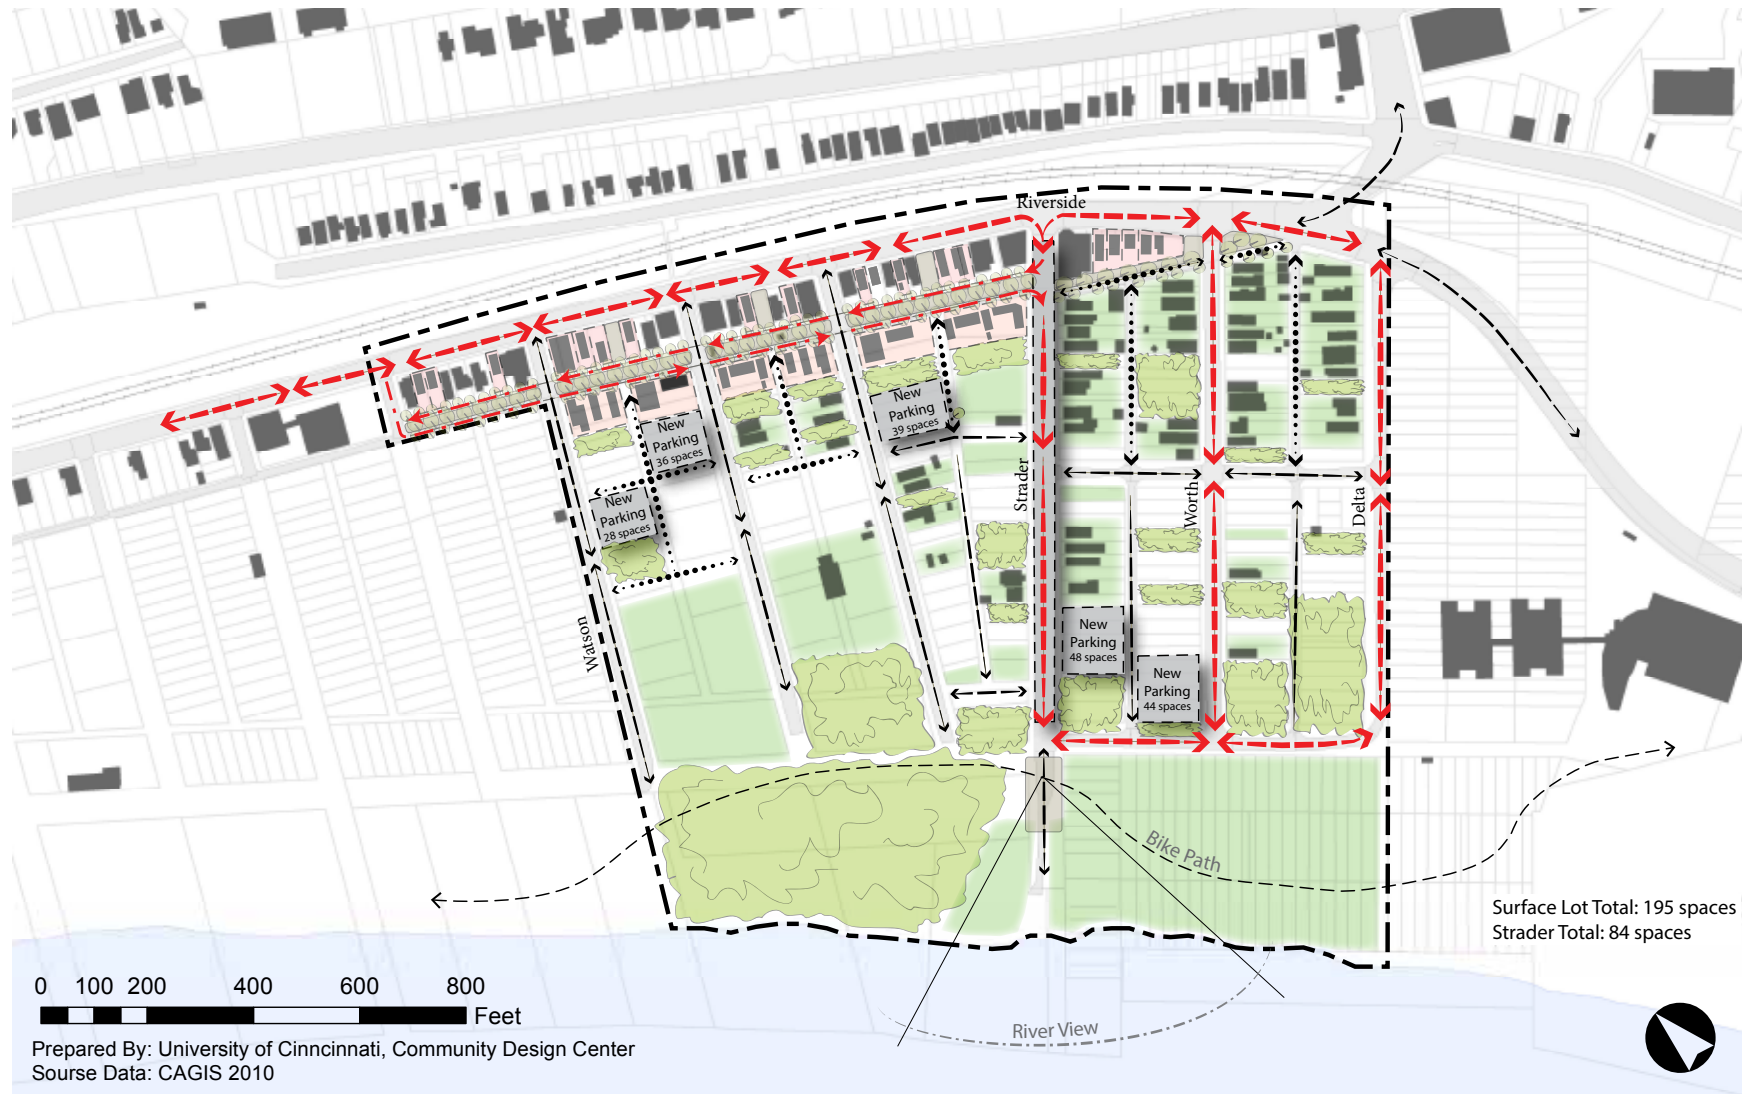 Riverside
New
Parking
39 spaces
New
Parking
36 spaces
New
Parking
28 spaces
Strader
Worth
Delta
Watson
New
Parking
48 spaces
New
Parking
44 spaces
Bike Path
Surface Lot Total: 195 spaces
Strader Total: 84 spaces
0 100 200 400 600 800
Feet
River View
Prepared By: University of Cinncinnati, Community Design Center
Sourse Data: CAGIS 2010